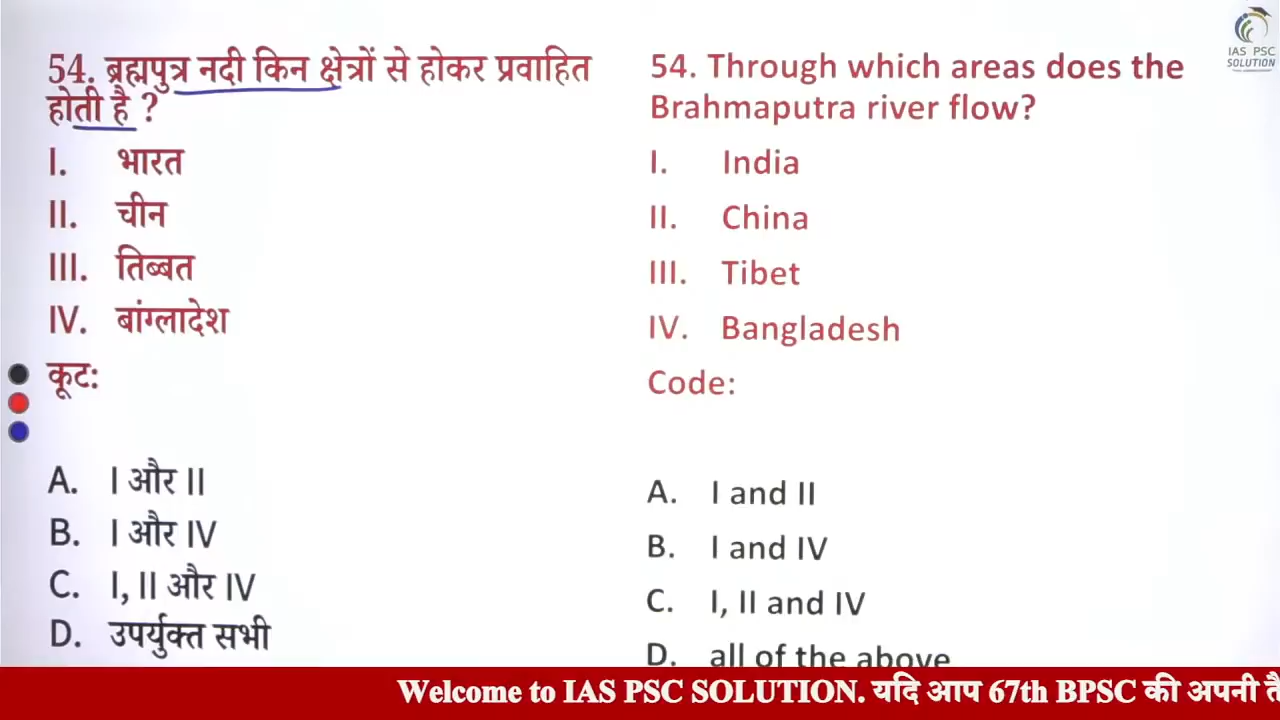 54. ब्रह्मपुत्र नदी किन क्षेत्रों से होकर प्रवाहित
होती है ?
I. भारत
II. चीन
III. तिब्बत
IV. बांग्लादेश
कूट:
A. I और II
B. I और IV
C. I, II और IV
D. उपर्युक्त सभी
54. Through which areas does the
Brahmaputra river flow?
I. India
II. China
III. Tibet
IV. Bangladesh
Code:
A. I and II
B. I and IV
C. I, II and IV
D. all of the above
IAS PSC
SOLUTION
Welcome to IAS PSC SOLUTION. यदि आप 67th BPSC की अपनी